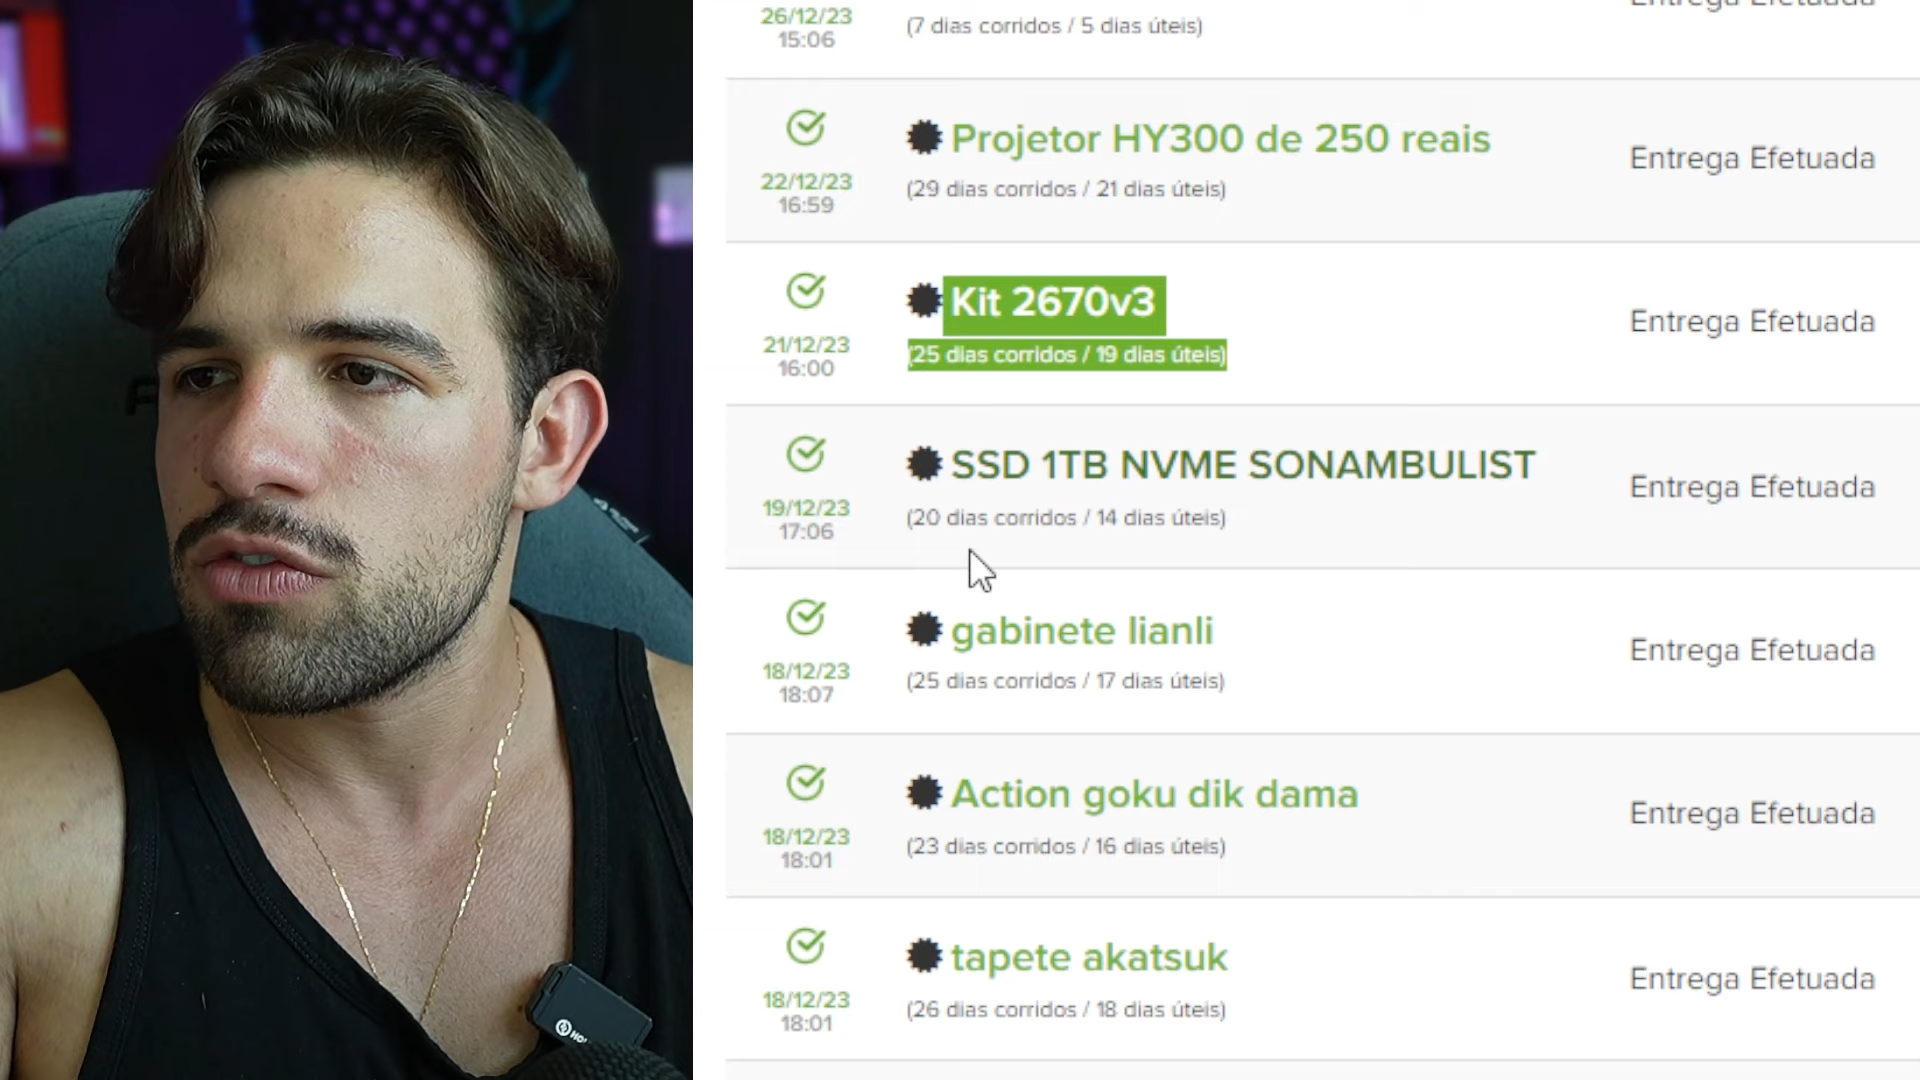 26/12/23
15:06
(7 dias corridos / 5 dias úteis)
22/12/23
16:59
Projetor HY300 de 250 reais
(29 dias corridos / 21 dias úteis)
Entrega Efetuada
21/12/23
16:00
Kit 2670v3
(25 dias corridos / 19 dias úteis)
Entrega Efetuada
19/12/23
17:06
SSD 1TB NVME SONAMBULIST
(20 dias corridos / 14 dias úteis)
Entrega Efetuada
18/12/23
18:07
gabinete lianli
(25 dias corridos / 17 dias úteis)
Entrega Efetuada
18/12/23
18:01
Action goku dik dama
(23 dias corridos / 16 dias úteis)
Entrega Efetuada
18/12/23
18:01
tapete akatsuk
(26 dias corridos / 18 dias úteis)
Entrega Efetuada